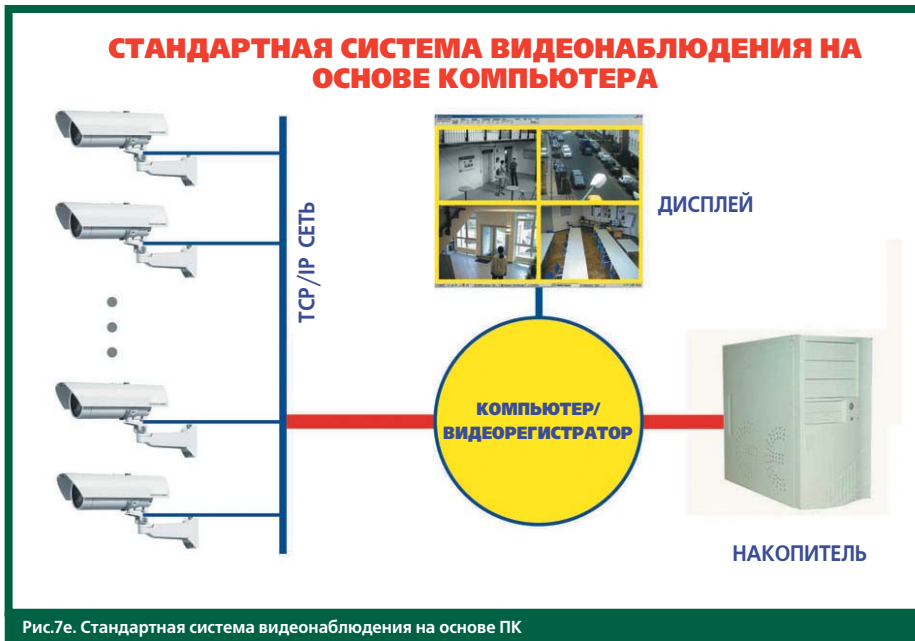 СТАНДАРТНАЯ СИСТЕМА ВИДЕОНАБЛЮДЕНИЯ НА
ОСНОВЕ КОМПЬЮТЕРА
TCP/IP СЕТЬ
ДИСПЛЕЙ
КОМПЬЮТЕР/
ВИДЕОРЕГИСТРАТОР
НАКОПИТЕЛЬ
Рис.7е. Стандартная система видеонаблюдения на основе ПК